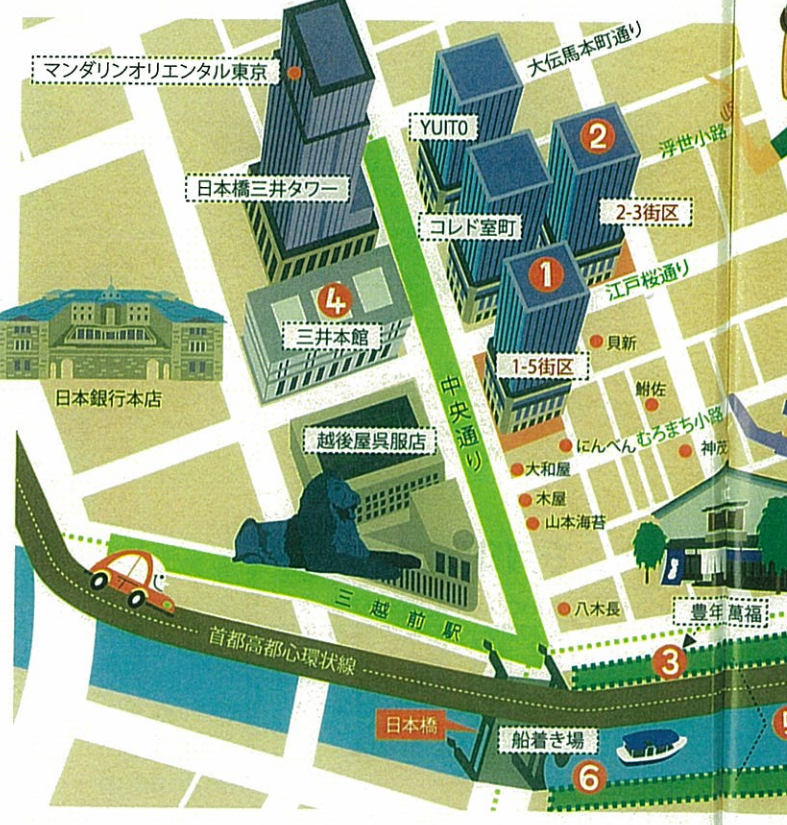 大伝馬本町通り
マンダリンオリエンタル東京
YUITO
2
浮世小路
日本橋三井タワー
2-3街区
コレド室町
1
江戸桜通り
4
三井本館
貝新
1-5街区
日本銀行本店
鮒佐
中央通り
越後屋呉服店
にんべん
むろまち小路
神茂
大和屋
木屋
山本海苔
三越前駅
八木長
豊年萬福
首都高都心環状線
3
日本橋
船着き場
6